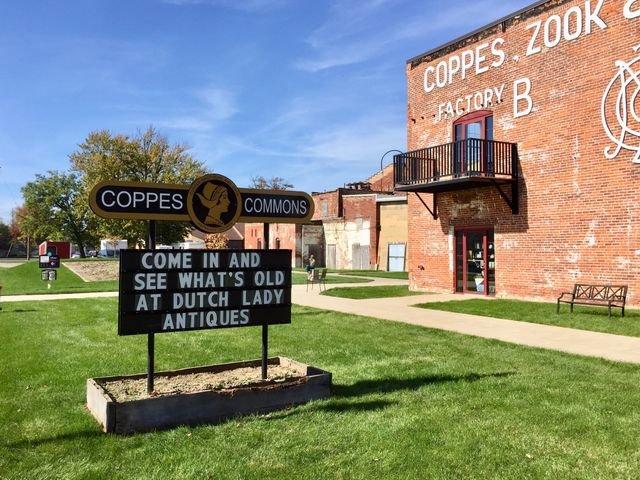 COPPES, ZOOK &
FACTORY B
COPPES COMMONS
COME IN AND
SEE WHAT'S OLD
AT DUTCH LADY
ANTIQUES